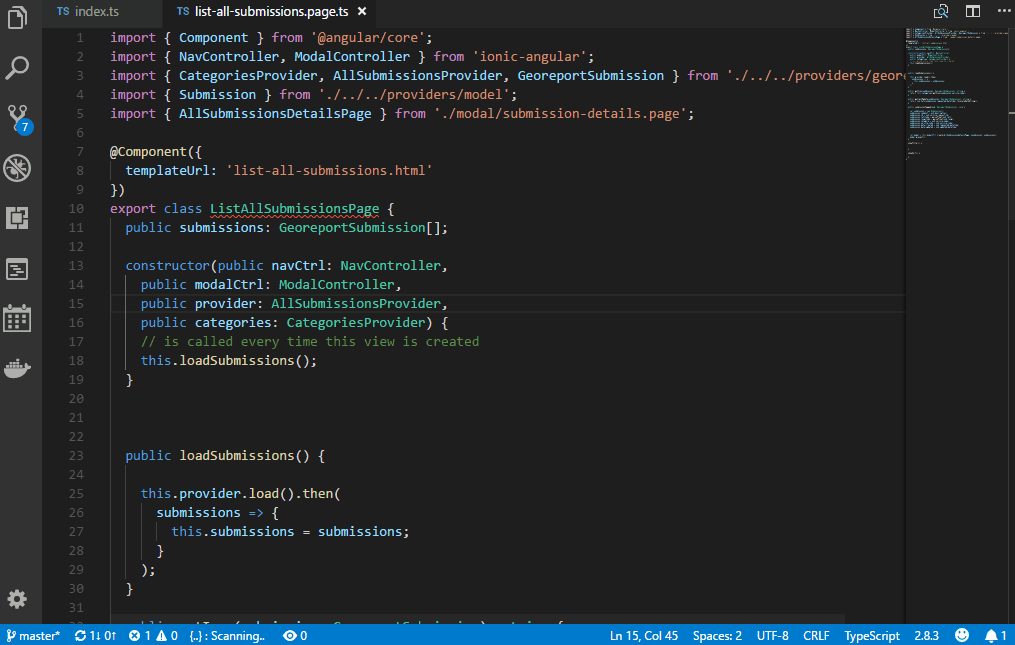 TS index.ts
TS list-all-submissions.page.ts ×
1 import { Component } from '@angular/core';
2 import { NavController, ModalController } from 'ionic-angular';
3 import { CategoriesProvider, AllSubmissionsProvider, GeoreportSubmission } from './../../providers/geor
4 import { Submission } from './../../providers/model';
5 import { AllSubmissionsDetailsPage } from './modal/submission-details.page';
6
7 @Component({
8 templateUrl: 'list-all-submissions.html'
9 })
10 export class ListAllSubmissionsPage {
11 public submissions: GeoreportSubmission[];
12
13 constructor(public navCtrl: NavController,
14 public modalCtrl: ModalController,
15 public provider: AllSubmissionsProvider,
16 public categories: CategoriesProvider) {
17 // is called every time this view is created
18 this.loadSubmissions();
19 }
20
21
22
23 public loadSubmissions() {
24
25 this.provider.load().then(
26 submissions => {
27 this.submissions = submissions;
28 }
29 );
30 }
31
7
master* 1↓ 0↑ 1 0 {..} : Scanning.. 0 Ln 15, Col 45 Spaces: 2 UTF-8 CRLF TypeScript 2.8.3 1